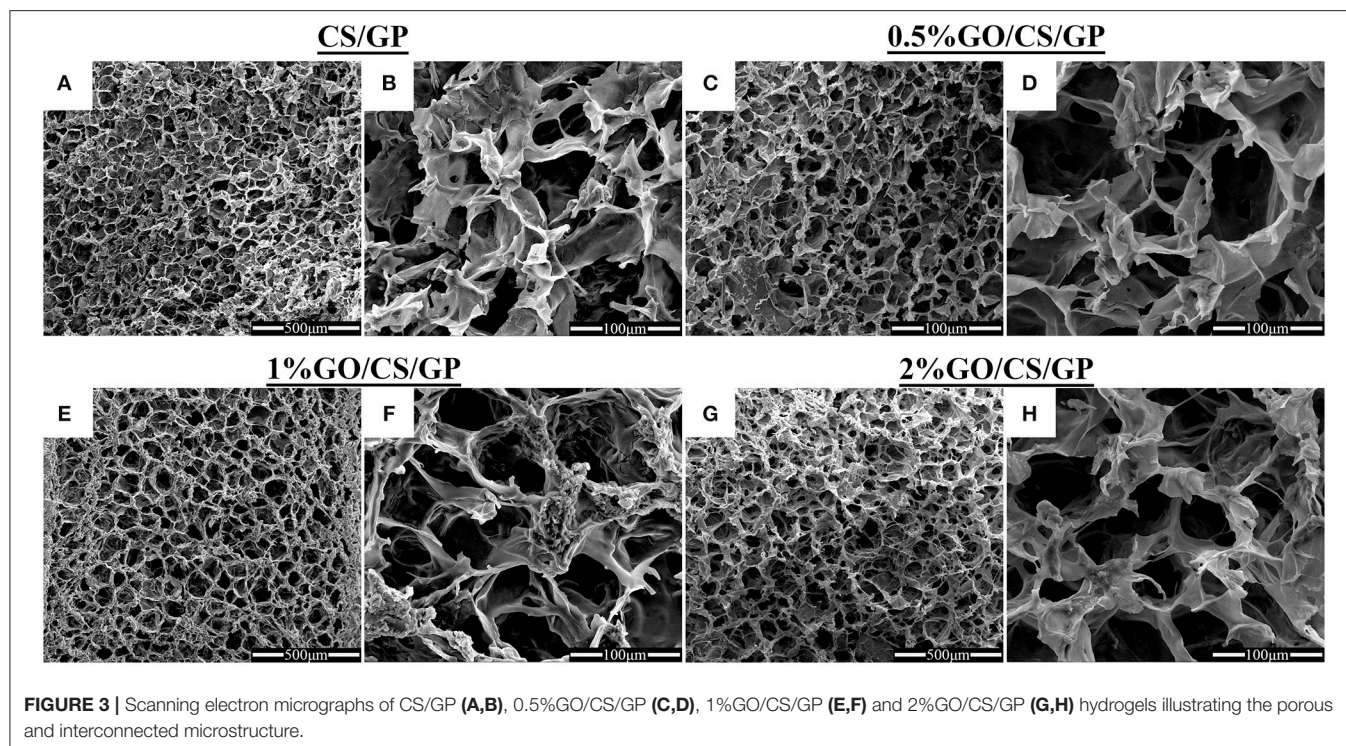 CS/GP
0.5%GO/CS/GP
A
B
C
D
500μm
100μm
100μm
100μm
1%GO/CS/GP
2%GO/CS/GP
E
F
G
H
500μm
100μm
500μm
100μm
FIGURE 3 | Scanning electron micrographs of CS/GP (A,B), 0.5%GO/CS/GP (C,D), 1%GO/CS/GP (E,F) and 2%GO/CS/GP (G,H) hydrogels illustrating the porous
and interconnected microstructure.